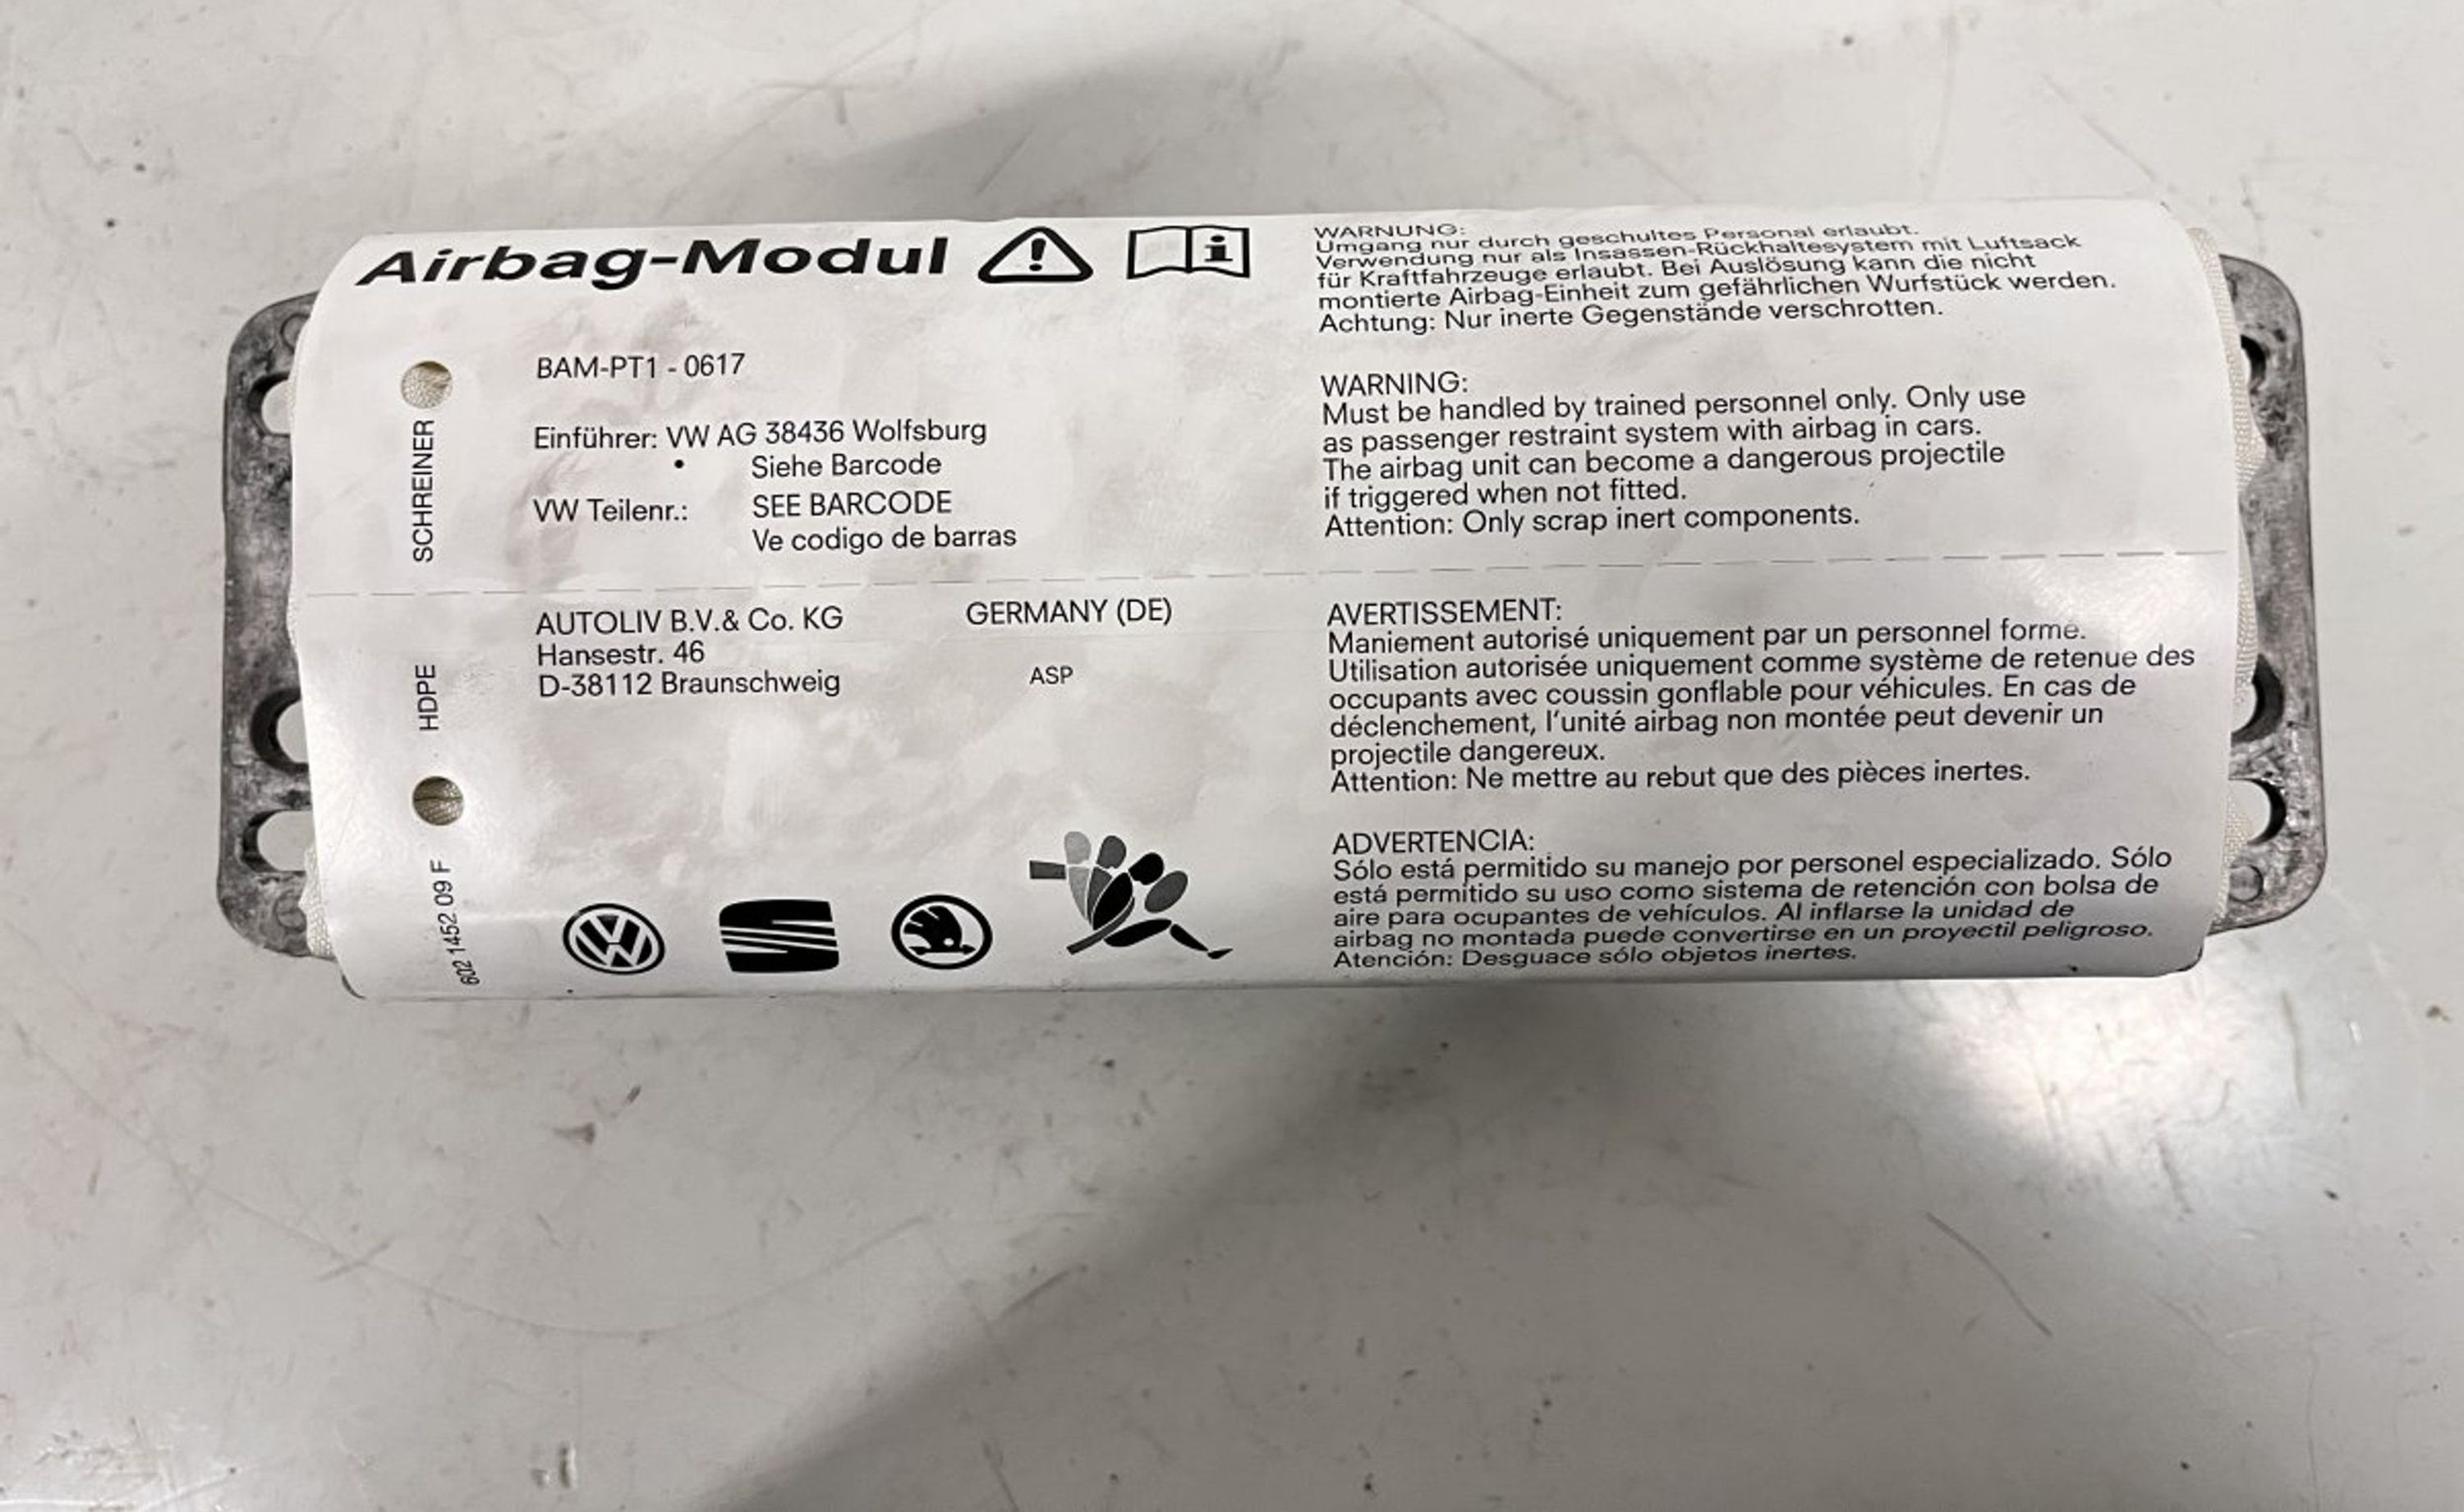 Airbag-Modul
BAM-PT1 - 0617
Einführer: VW AG 38436 Wolfsburg
Siehe Barcode
VW Teilenr.: SEE BARCODE
Ve codigo de barras
AUTOLIV B.V.& Co. KG
Hansestr. 46
D-38112 Braunschweig
GERMANY (DE)
ASP
SCHREINER
HDPE
602 1452 09 F
WARNUNG:
Umgang nur durch geschultes Personal erlaubt.
Verwendung nur als Insassen-Rückhaltesystem mit Luftsack
für Kraftfahrzeuge erlaubt. Bei Auslösung kann die nicht
montierte Airbag-Einheit zum gefährlichen Wurfstück werden.
Achtung: Nur inerte Gegenstände verschrotten.
WARNING:
Must be handled by trained personnel only. Only use
as passenger restraint system with airbag in cars.
The airbag unit can become a dangerous projectile
if triggered when not fitted.
Attention: Only scrap inert components.
AVERTISSEMENT:
Maniement autorisé uniquement par un personnel formé.
Utilisation autorisée uniquement comme système de retenue des
occupants avec coussin gonflable pour véhicules. En cas de
déclenchement, l'unité airbag non montée peut devenir un
projectile dangereux.
Attention: Ne mettre au rebut que des pièces inertes.
ADVERTENCIA:
Sólo está permitido su manejo por personel especializado. Sólo
está permitido su uso como sistema de retención con bolsa de
aire para ocupantes de vehículos. Al inflarse la unidad de
airbag no montada puede convertirse en un proyectil peligroso.
Atención: Desguace sólo objetos inertes.